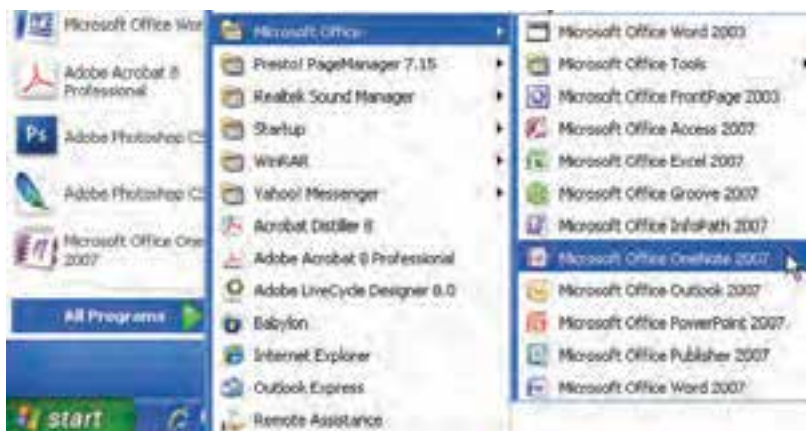 Microsoft Office Wor
Adobe Acrobat 8
Professional
Ps
Adobe Photoshop CS
Adobe Photoshop CS
Microsoft Office One
2007
All Programs
start
Microsoft Office
Presto! PageManager 7.15
Realtek Sound Manager
Startup
WinRAR
Yahoo! Messenger
Acrobat Distiller 8
Adobe Acrobat 8 Professional
Adobe LiveCycle Designer 8.0
Babylon
Internet Explorer
Outlook Express
Remote Assistance
Microsoft Office Word 2003
Microsoft Office Tools
Microsoft Office FrontPage 2003
Microsoft Office Access 2007
Microsoft Office Excel 2007
Microsoft Office Groove 2007
Microsoft Office InfoPath 2007
Microsoft Office OneNote 2007
Microsoft Office Outlook 2007
Microsoft Office PowerPoint 2007
Microsoft Office Publisher 2007
Microsoft Office Word 2007